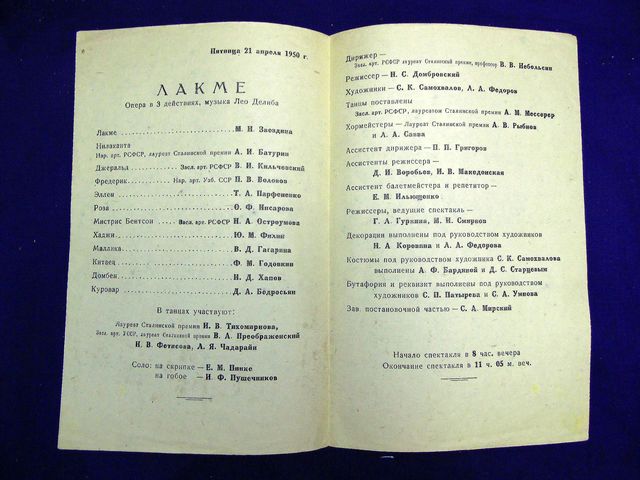 Пятница 21 апреля 1950 г.
ЛАКМЕ
Опера в 3 действиях, музыка Лео Делиба
Лакме М. Н. Звездина
Нилаканта
Нар. арт. РСФСР, лауреат Сталинской премии А. И. Батурин
Джеральд Засл. арт. РСФСР В. И. Кильчевский
Фредерик Нар. арт. Узб. ССР П. В. Волово
Эллен Т. А. Парфененко
Роза О. Ф. Инсарова
Мистрис Бентсон Засл. арт. РСФСР Н. А. Остроумова
Хаджи Ю. М. Филин
Маллика В. Д. Гагарина
Китаец Ф. М. Годовкин
Домбен И. Д. Хапов
Куровар Д. А. Бедросьян
В танцах участвуют:
Лауреат Сталинской премии И. В. Тихомирнова,
Засл. арт. РСФСР, лауреат Сталинской премии В. А. Преображенский
Н. В. Фетисова, Л. Я. Чадарайн
Соло: на скрипке — Е. М. Пинке
на гобое — И. Ф. Пушечников
Дирижер —
Засл. арт. РСФСР лауреат Сталинской премии, профессор В. В. Небольсин
Режиссер — Н. С. Домбровский
Художники — С. К. Самохвалов, Л. А. Федоров
Танцы поставлены
Засл. арт. РСФСР, лауреатом Сталинской премии А. М. Мессерер
Хормейстеры — Лауреат Сталинской премии А. В. Рыбнов
и Л. А. Савва
Ассистент дирижера — П. П. Григоров
Ассистенты режиссера —
Д. И. Воробьев, И. В. Македонская
Ассистент балетмейстера и репетитор —
Е. М. Ильющенко
Режиссеры, ведущие спектакль —
Г. Л. Гуркина, И. Н. Смирнов
Декорации выполнены под руководством художников
Н. А. Коровина и Л. А. Федорова
Костюмы под руководством художника С. К. Самохвалова
выполнены А. Ф. Бардиной и Д. С. Старцевым
Бутафория и реквизит выполнены под руководством
художников С. П. Патырева и С. А. Умнова
Зав. постановочной частью — С. А. Мирский
Начало спектакля в 8 час. вечера
Окончание спектакля в 11 ч. 05 м. веч.